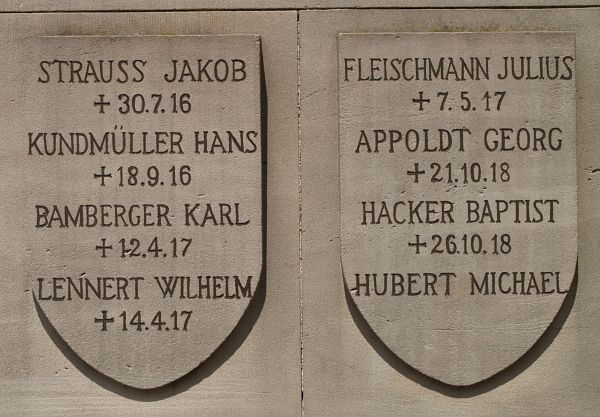 STRAUSS JAKOB
+ 30.7.16
KUNDMÜLLER HANS
+ 18.9.16
BAMBERGER KARL
+ 12.4.17
LENNERT WILHELM
+ 14.4.17
FLEISCHMANN JULIUS
+ 7.5.17
APPOLDT GEORG
+ 21.10.18
HACKER BAPTIST
+ 26.10.18
HUBERT MICHAEL